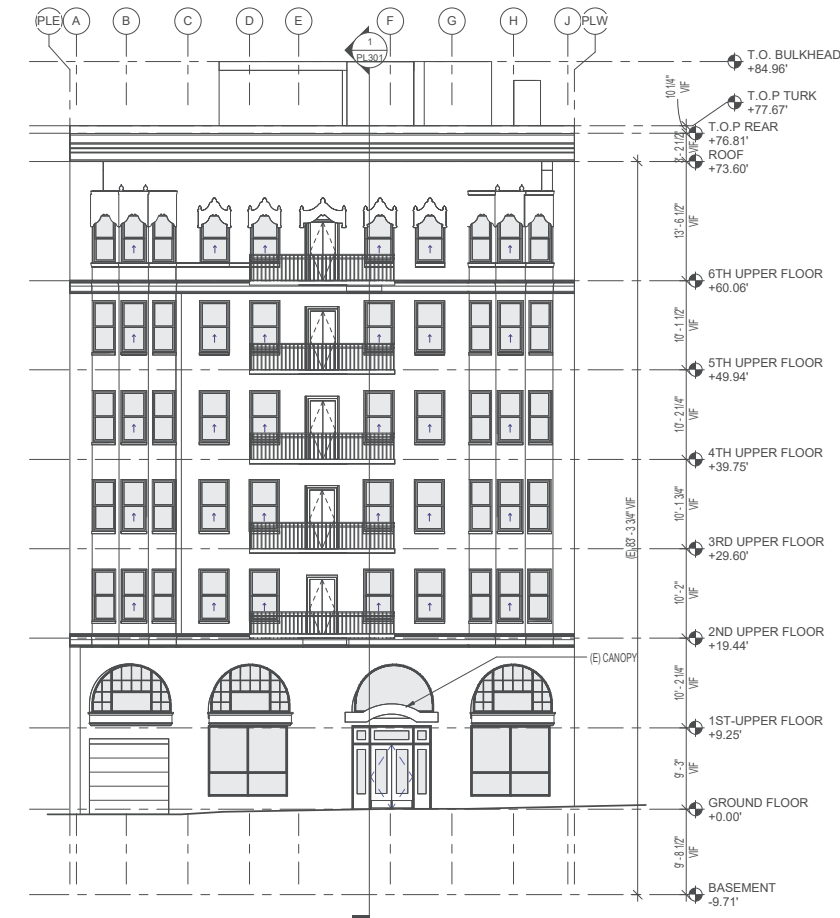 (PLE) A B C D E F G H J PLW
1
PL301
T.O. BULKHEAD
+84.96'
T.O.P TURK
+77.67'
10 1/4"
VIF
T.O.P REAR
+76.81'
3'- 2 1/2"
VIF
ROOF
+73.60'
13'-6 1/2"
VIF
6TH UPPER FLOOR
+60.06'
10'- 1 1/2"
VIF
5TH UPPER FLOOR
+49.94'
10'- 2 1/4"
VIF
4TH UPPER FLOOR
+39.75'
10'- 1 3/4"
VIF
(E) 83' -3 3/4" VIF
3RD UPPER FLOOR
+29.60'
10'- 2"
VIF
2ND UPPER FLOOR
+19.44'
(E) CANOPY
10'- 2 1/4"
VIF
1ST-UPPER FLOOR
+9.25'
9' -3"
VIF
GROUND FLOOR
+0.00'
9' -8 1/2"
VIF
BASEMENT
-9.71'